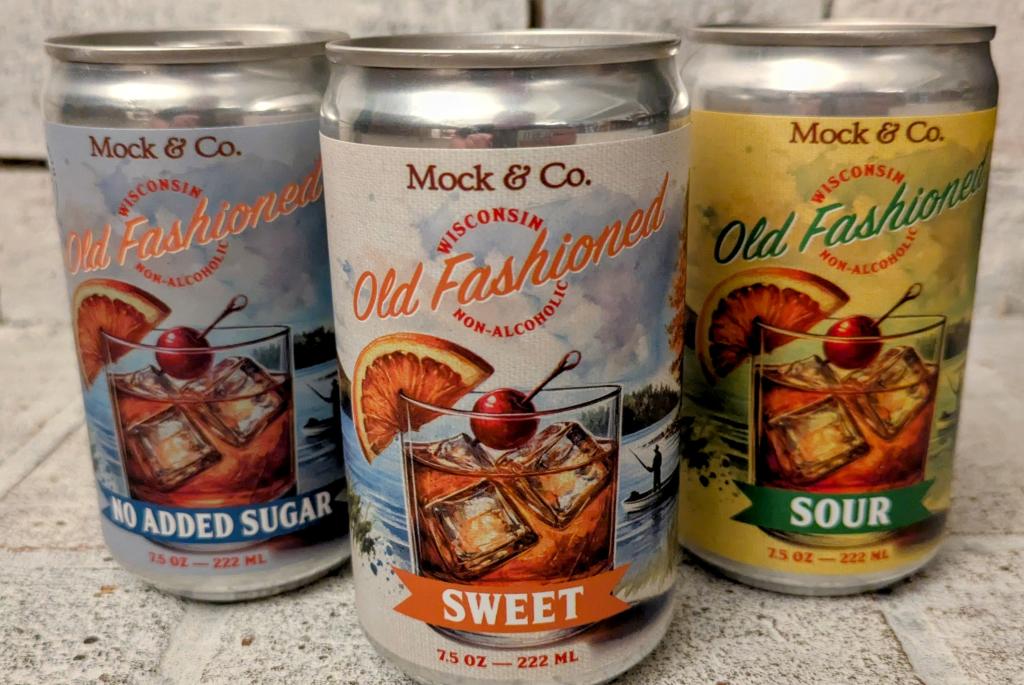 Mock & Co.
WISCONSIN
Old Fashioned
NON-ALCOHOLIC
NO ADDED SUGAR
7.5 OZ — 222 ML
Mock & Co.
WISCONSIN
Old Fashioned
NON-ALCOHOLIC
SWEET
7.5 OZ — 222 ML
Mock & Co.
WISCONSIN
Old Fashioned
NON-ALCOHOLIC
SOUR
7.5 OZ — 222 ML